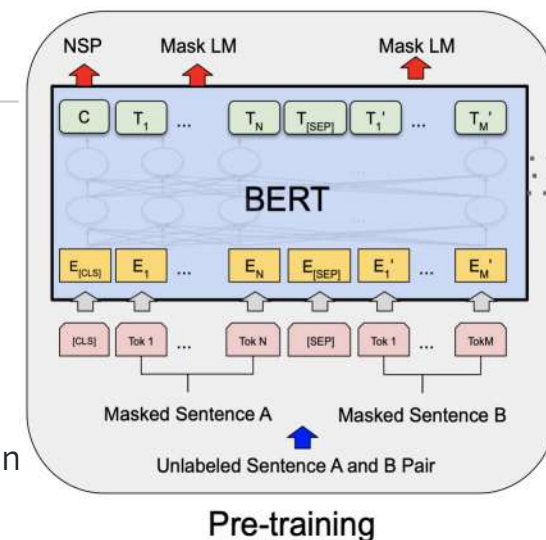 NSP Mask LM Mask LM
C T1 ... TN T[SEP] T1' ... TM'
BERT
E[CLS] E1 ... EN E[SEP] E1' ... EM'
[CLS] Tok 1 ... Tok N [SEP] Tok 1 ... TokM
Masked Sentence A Masked Sentence B
n
Unlabeled Sentence A and B Pair
Pre-training